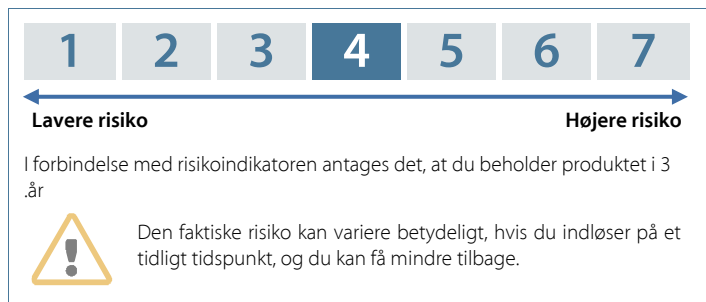 1 2 3 4 5 6 7
Lavere risiko Højere risiko
I forbindelse med risikoindikatoren antages det, at du beholder produktet i 3
.år
Den faktiske risiko kan variere betydeligt, hvis du indløser på et
tidligt tidspunkt, og du kan få mindre tilbage.